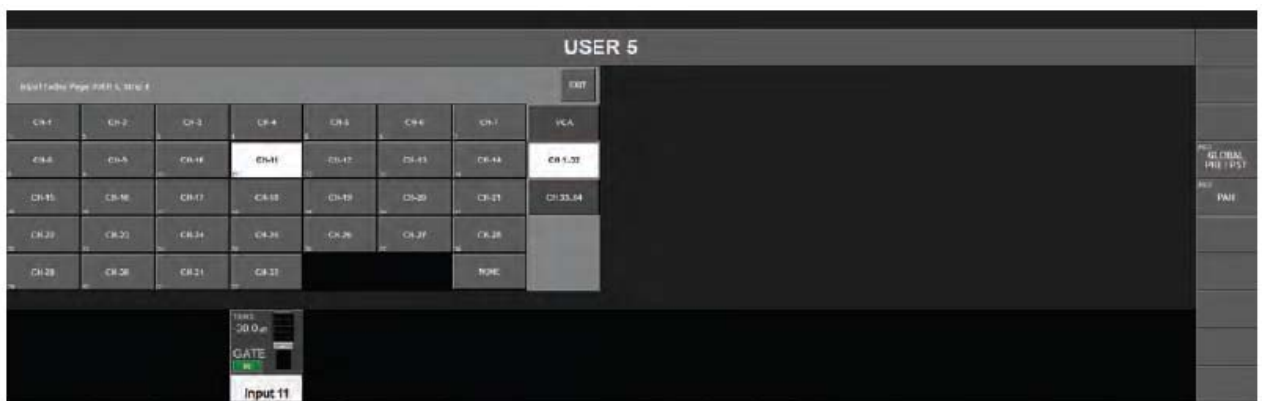 USER 5
EXIT
CH-1 CH-2 CH-3 CH-4 CH-5 CH-6 CH-7 VCA
CH-8 CH-9 CH-10 CH-11 CH-12 CH-13 CH-14 CH 1..32
GLOBAL
CH-15 CH-16 CH-17 CH-18 CH-19 CH-20 CH-21 CH 33..64
PAN
CH-22 CH-23 CH-24 CH-25 CH-26 CH-27 CH-28
CH-29 CH-30 CH-31 CH-32 NONE
-30.0
GATE
IN
Input 11